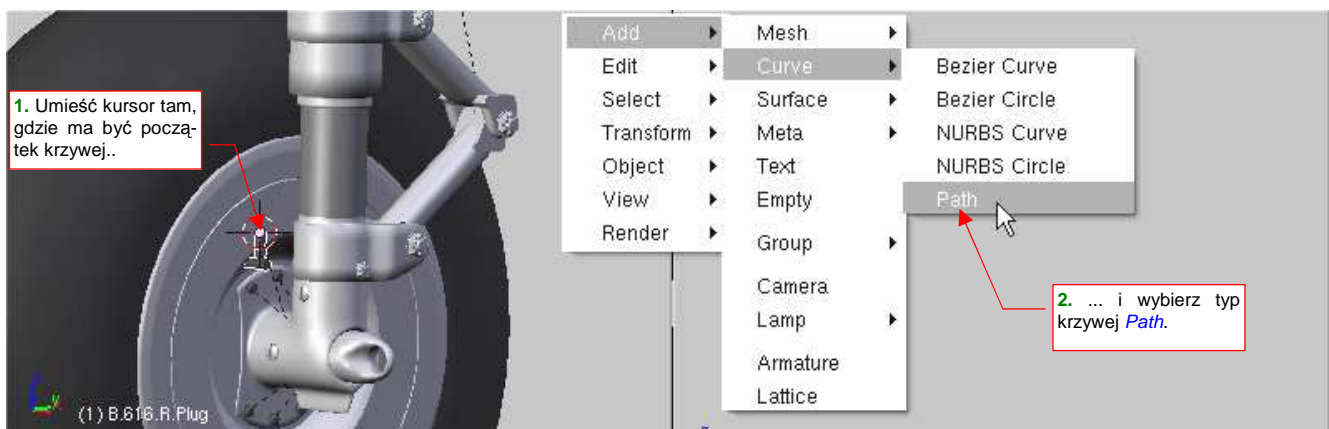 1. Umieść kursor tam,
gdzie ma być począ-
tek krzywej..
(1) B.616.R.Plug
Add
Edit
Select
Transform
Object
View
Render
Mesh
Curve
Surface
Meta
Text
Empty
Group
Camera
Lamp
Armature
Lattice
Bezier Curve
Bezier Circle
NURBS Curve
NURBS Circle
Path
2. ... i wybierz typ
krzywej Path.